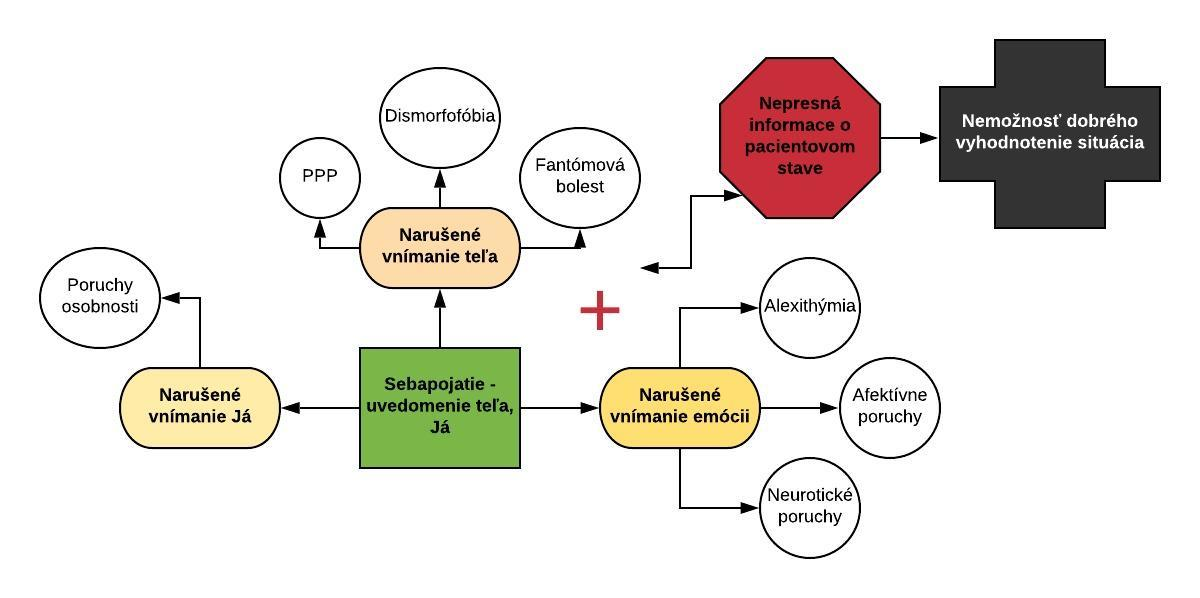 Nepresná
informace o
pacientovom
stave
Nemožnosť dobrého
vyhodnotenie situácia
Dismorfofóbia
PPP
Fantómová
bolest
Narušené
vnímanie teľa
+
Poruchy
osobnosti
Alexithýmia
Narušené
vnímanie Já
Sebapojatie -
uvedomenie teľa,
Já
Narušené
vnímanie emócii
Afektívne
poruchy
Neurotické
poruchy